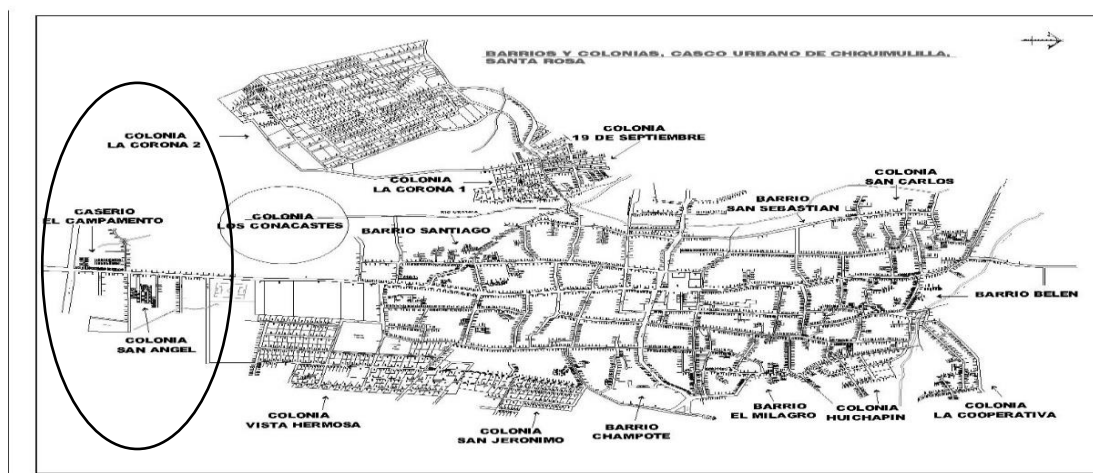 BARRIOS Y COLONIAS, CASCO URBANO DE CHIQUIMULILLA,
SANTA ROSA
COLONIA
LA CORONA 2
COLONIA
19 DE SEPTIEMBRE
COLONIA
LA CORONA 1
COLONIA
SAN CARLOS
BARRIO
SAN SEBASTIAN
CASERIO
EL CAMPAMENTO
COLONIA
LOS CONACASTES
BARRIO SANTIAGO
BARRIO BELEN
COLONIA
SAN ANGEL
COLONIA
VISTA HERMOSA
COLONIA
SAN JERONIMO
BARRIO
CHAMPOTE
BARRIO
EL MILAGRO
COLONIA
HUICHAPIN
COLONIA
LA COOPERATIVA